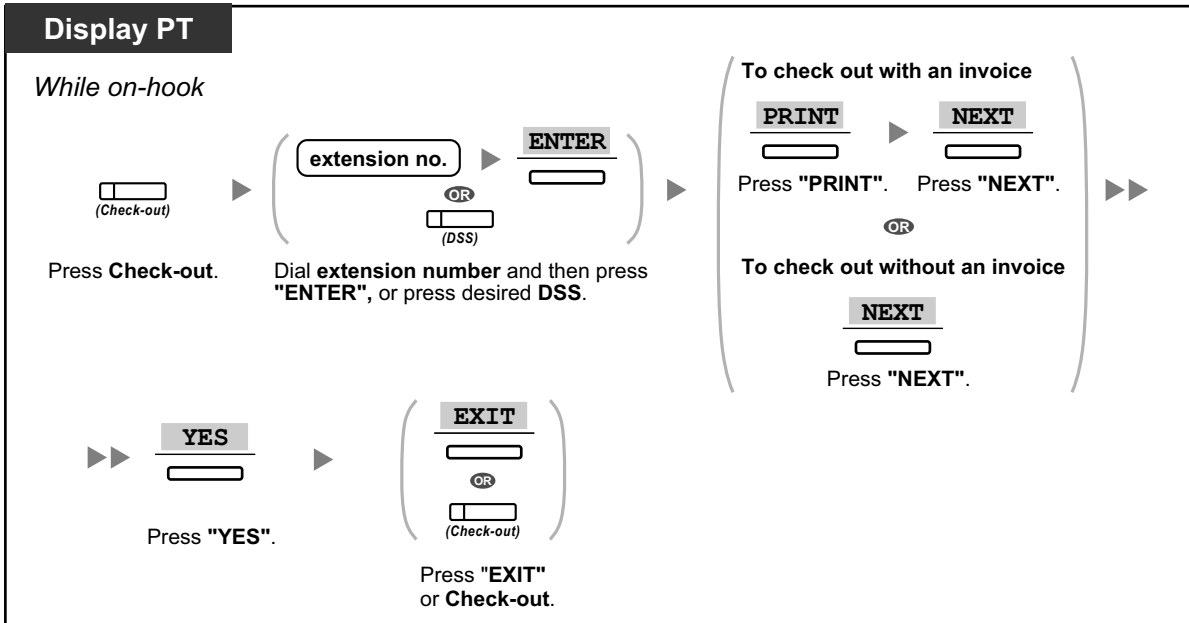 Display PT
While on-hook
(Check-out)
Press Check-out.
extension no.
ENTER
OR
(DSS)
Dial extension number and then press
"ENTER", or press desired DSS.
To check out with an invoice
PRINT
NEXT
Press "PRINT".
Press "NEXT".
OR
To check out without an invoice
NEXT
Press "NEXT".
YES
Press "YES".
EXIT
OR
(Check-out)
Press "EXIT"
or Check-out.